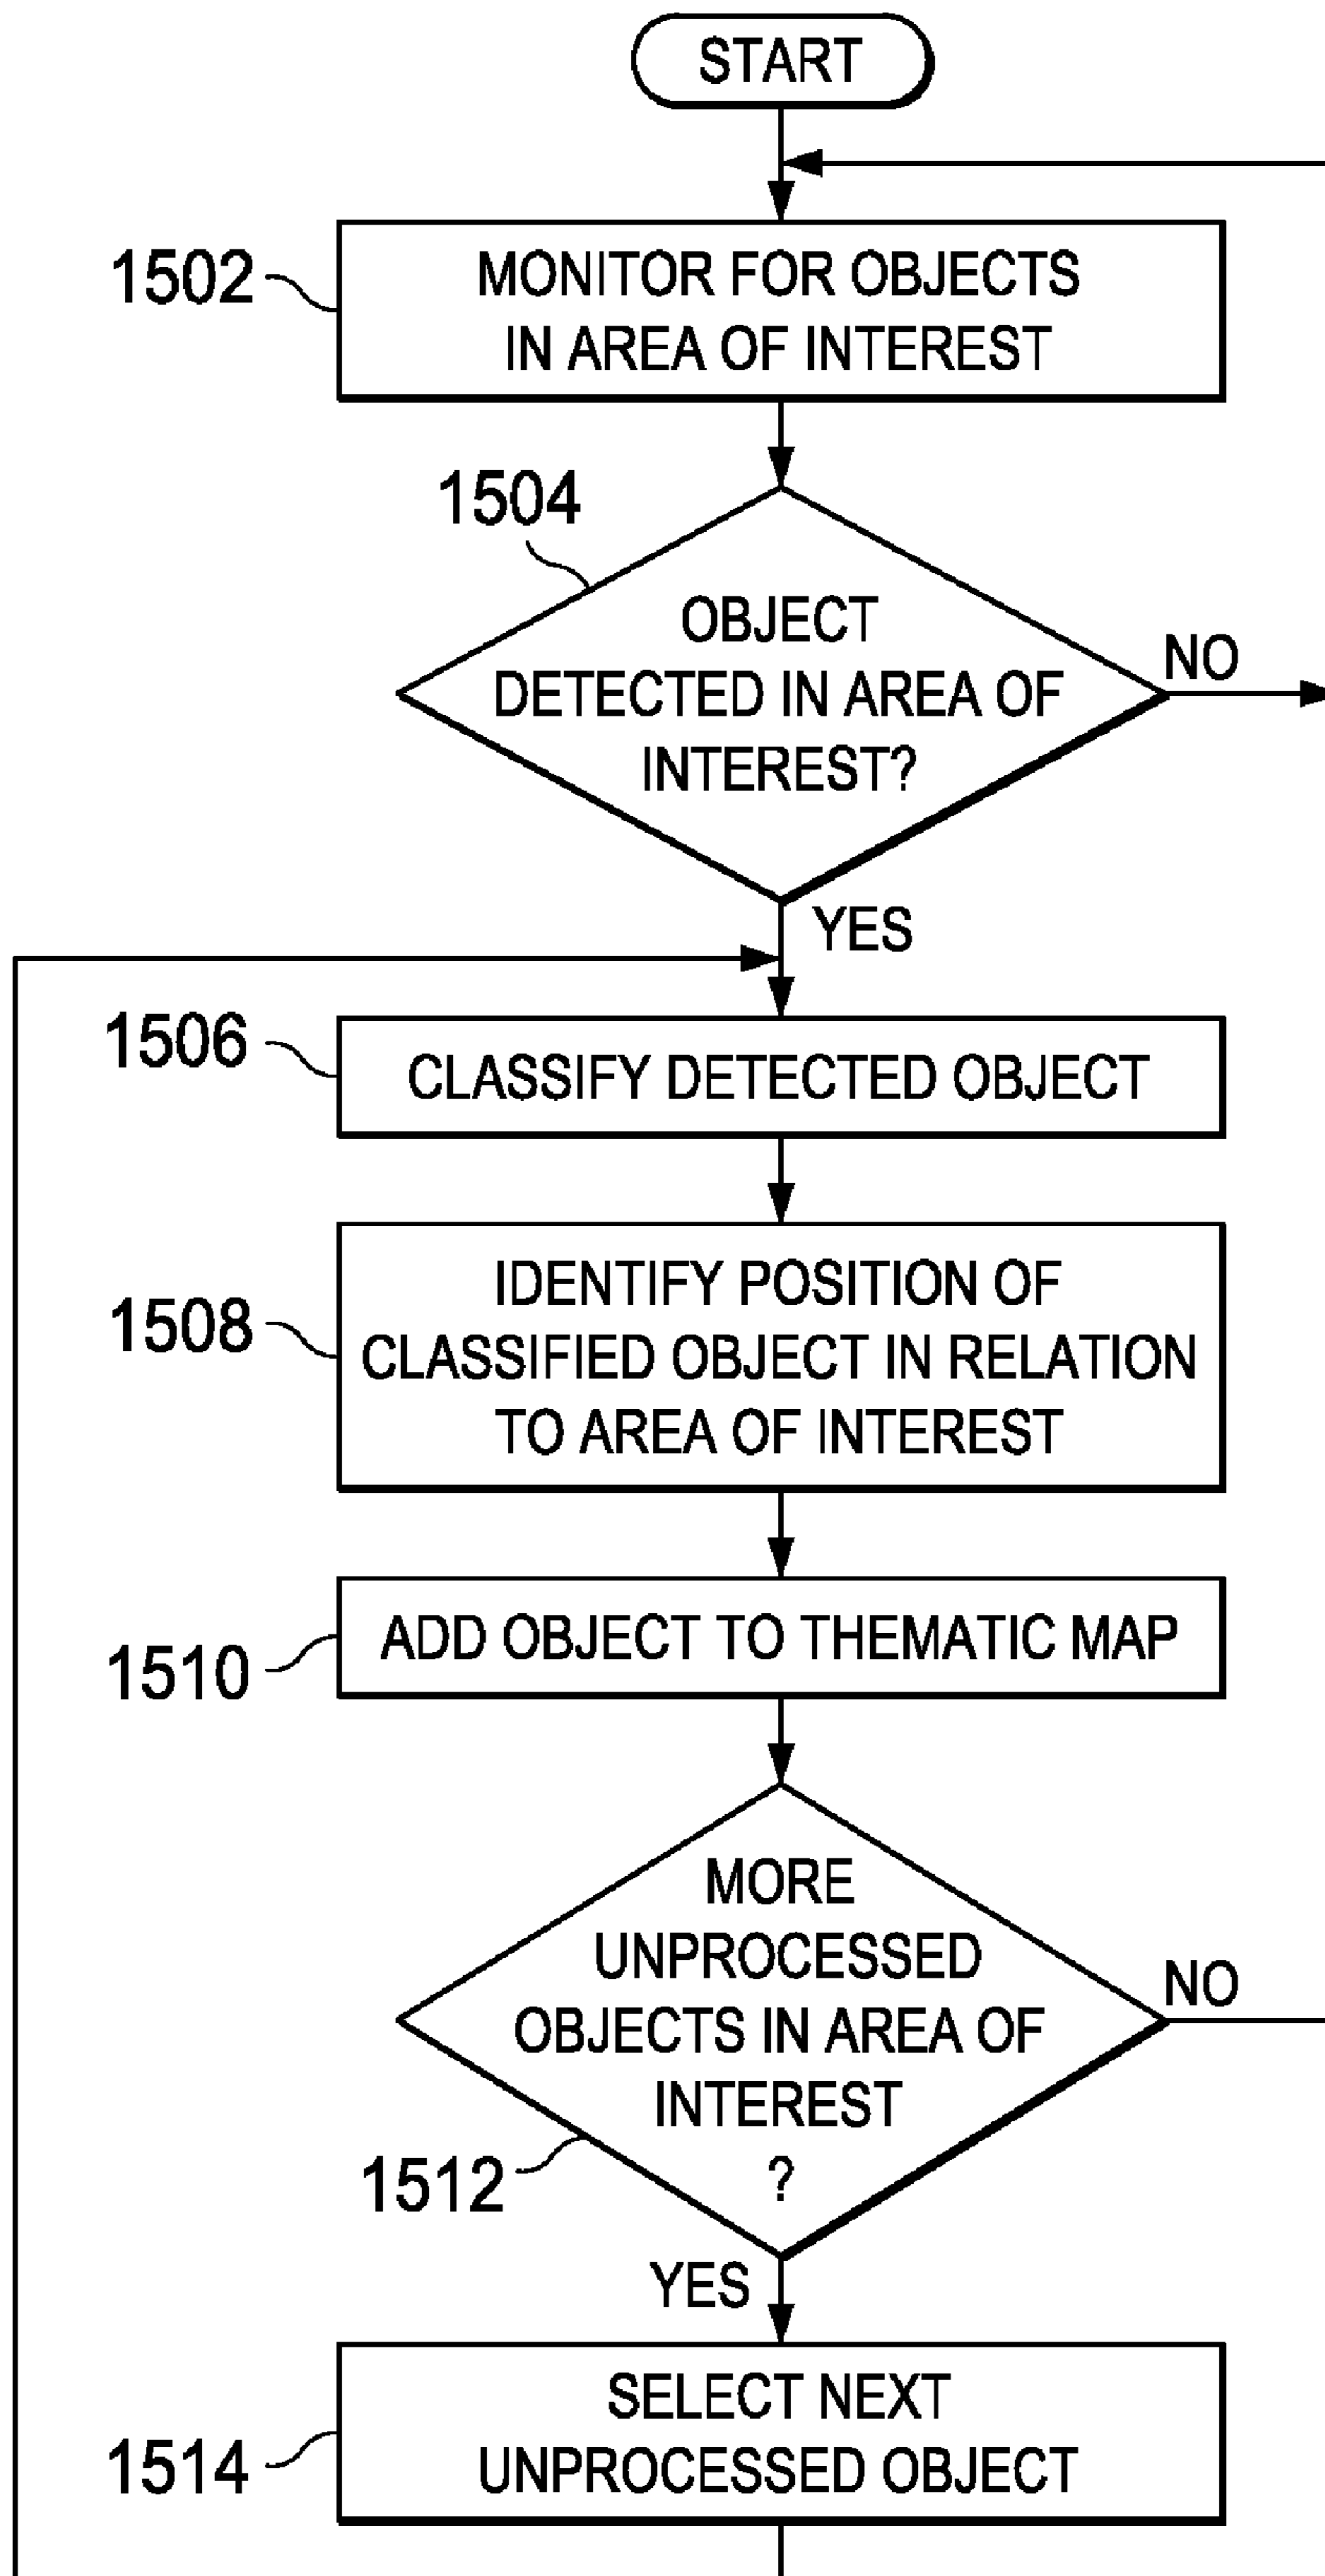 START
1502
MONITOR FOR OBJECTS
IN AREA OF INTEREST
1504
OBJECT
DETECTED IN AREA OF
INTEREST?
NO
YES
1506
CLASSIFY DETECTED OBJECT
1508
IDENTIFY POSITION OF
CLASSIFIED OBJECT IN RELATION
TO AREA OF INTEREST
1510
ADD OBJECT TO THEMATIC MAP
MORE
UNPROCESSED
OBJECTS IN AREA OF
INTEREST
?
NO
1512
YES
1514
SELECT NEXT
UNPROCESSED OBJECT